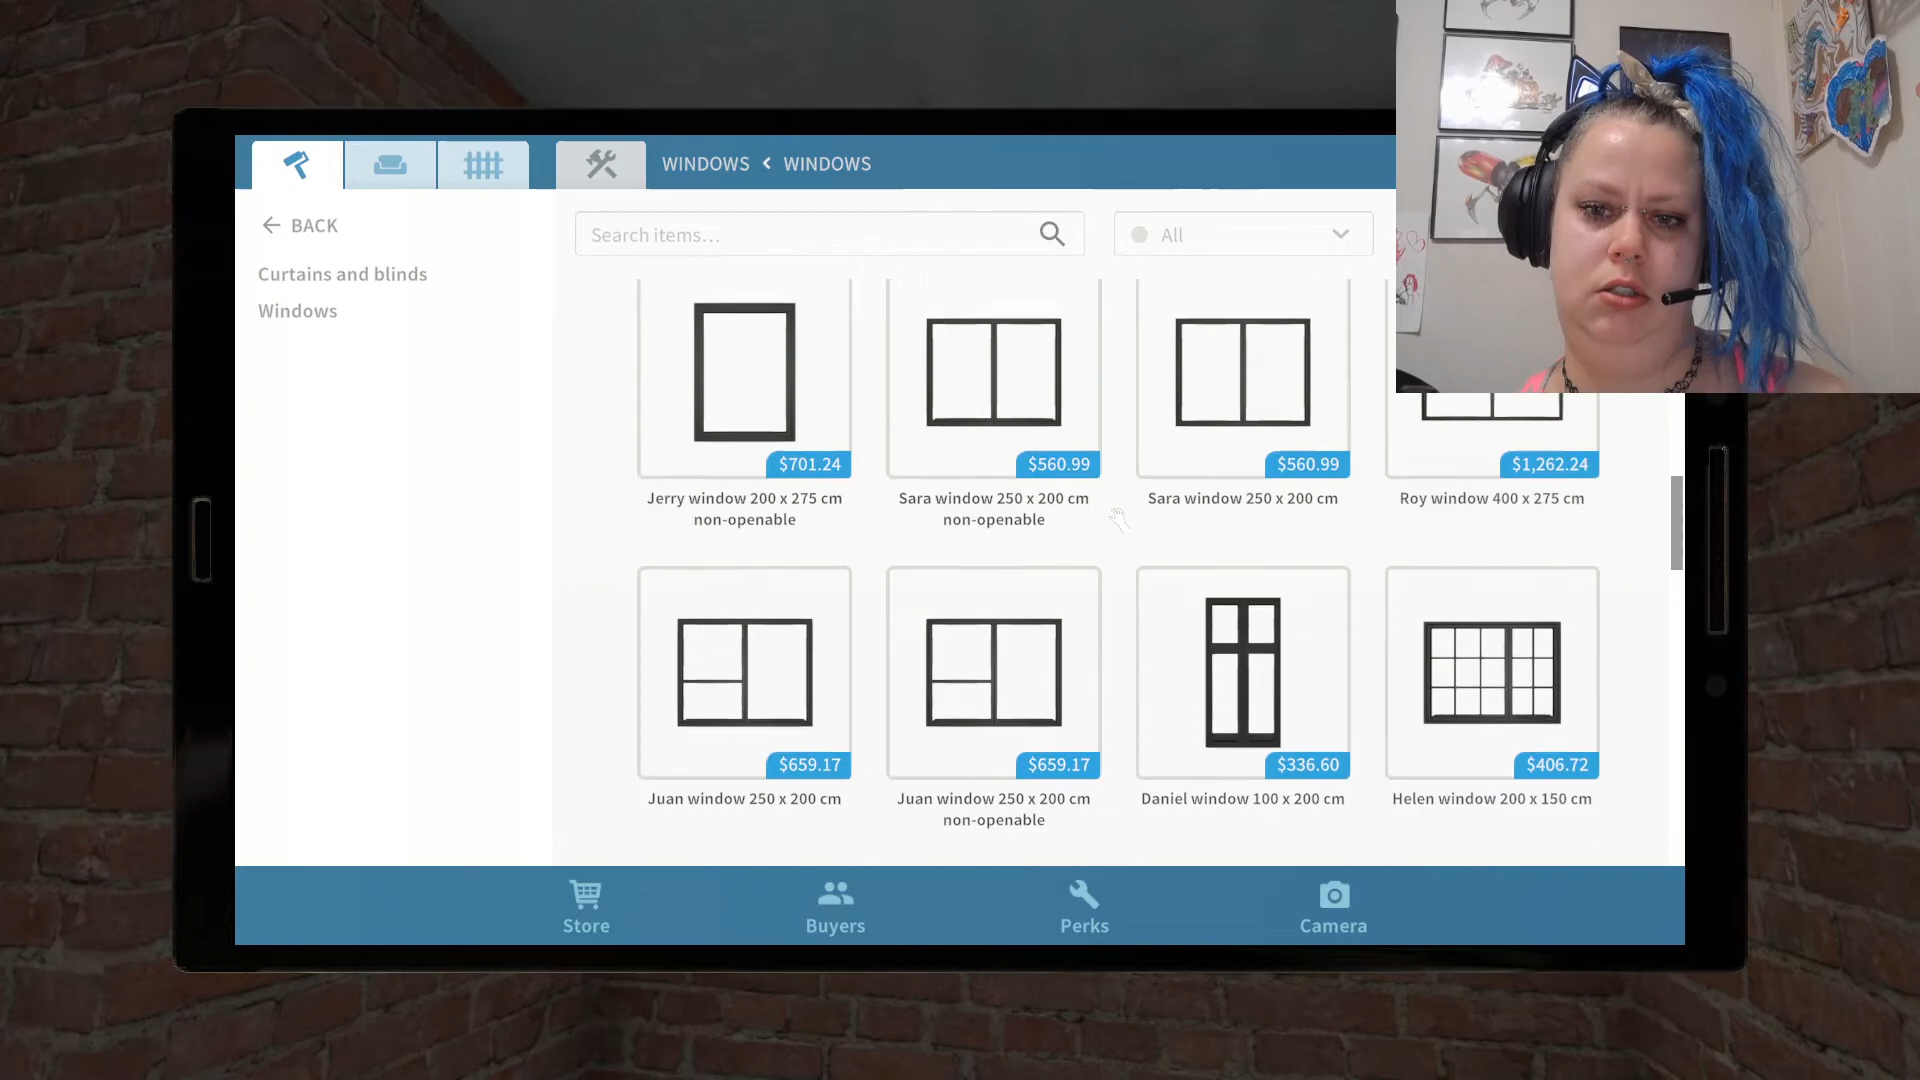 WINDOWS < WINDOWS
BACK
Curtains and blinds
Windows
Search items...
All
$701.24
$560.99
$560.99
$1,262.24
Jerry window 200 x 275 cm
non-openable
Sara window 250 x 200 cm
non-openable
Sara window 250 x 200 cm
Roy window 400 x 275 cm
$659.17
$659.17
$336.60
$406.72
Juan window 250 x 200 cm
Juan window 250 x 200 cm
non-openable
Daniel window 100 x 200 cm
Helen window 200 x 150 cm
Store
Buyers
Perks
Camera